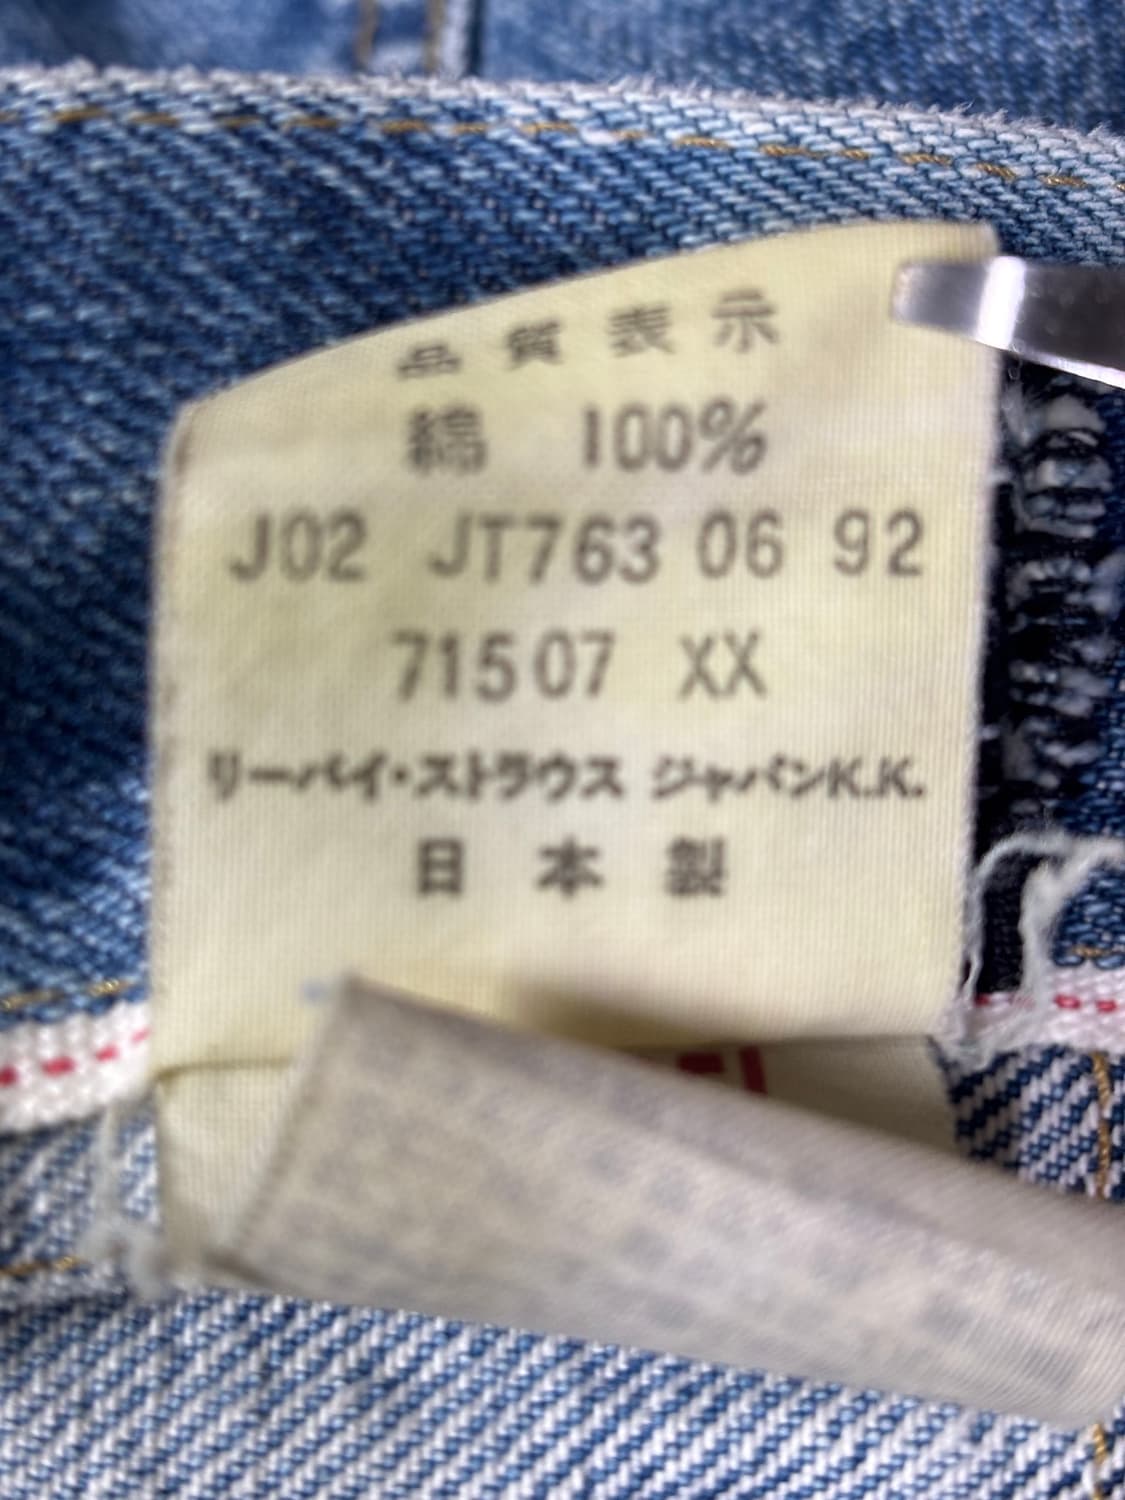 品質表示
綿 100%
J02 JT763 06 92
71507 XX
リーバイ・ストラウス ジャパンK.K.
日本製